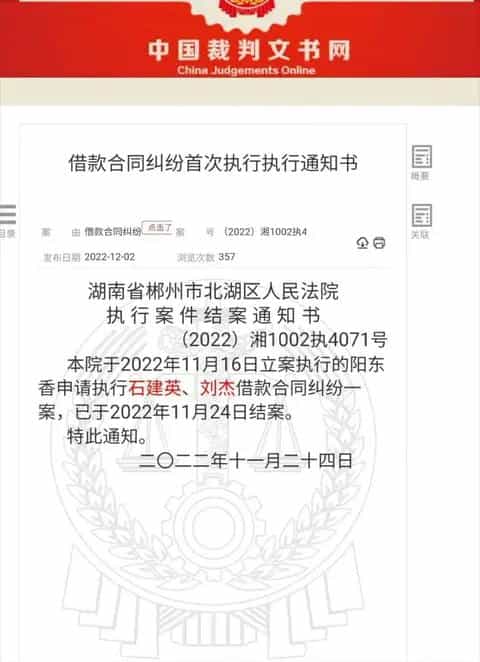 中国裁判文书网
China Judgements Online
借款合同纠纷首次执行执行通知书
概要
目录
案 由 借款合同纠纷 点击了 案 号 （2022）湘1002执4
关联
发布日期 2022-12-02 浏览次数 357
湖南省郴州市北湖区人民法院
执行案件结案通知书
（2022）湘1002执4071号
本院于2022年11月16日立案执行的阳东
香申请执行石建英、刘杰借款合同纠纷一
案，已于2022年11月24日结案。
特此通知。
二〇二二年十一月二十四日